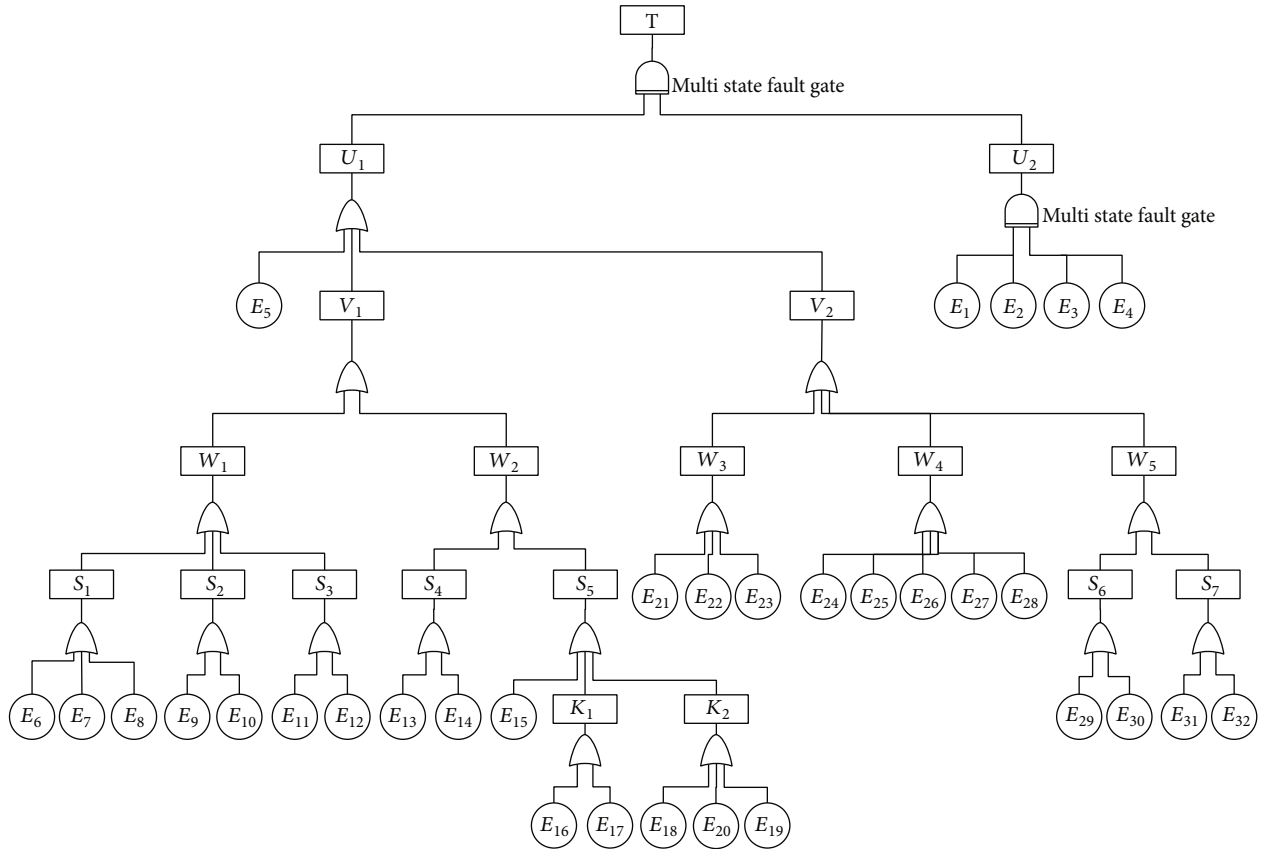 T
Multi state fault gate
U1 U2
Multi state fault gate
E5 V1 V2 E1 E2 E3 E4
W1 W2 W3 W4 W5
S1 S2 S3 S4 S5 E21 E22 E23 E24 E25 E26 E27 E28 S6 S7
E6 E7 E8 E9 E10 E11 E12 E13 E14 E15 K1 K2 E29 E30 E31 E32
E16 E17 E18 E20 E19